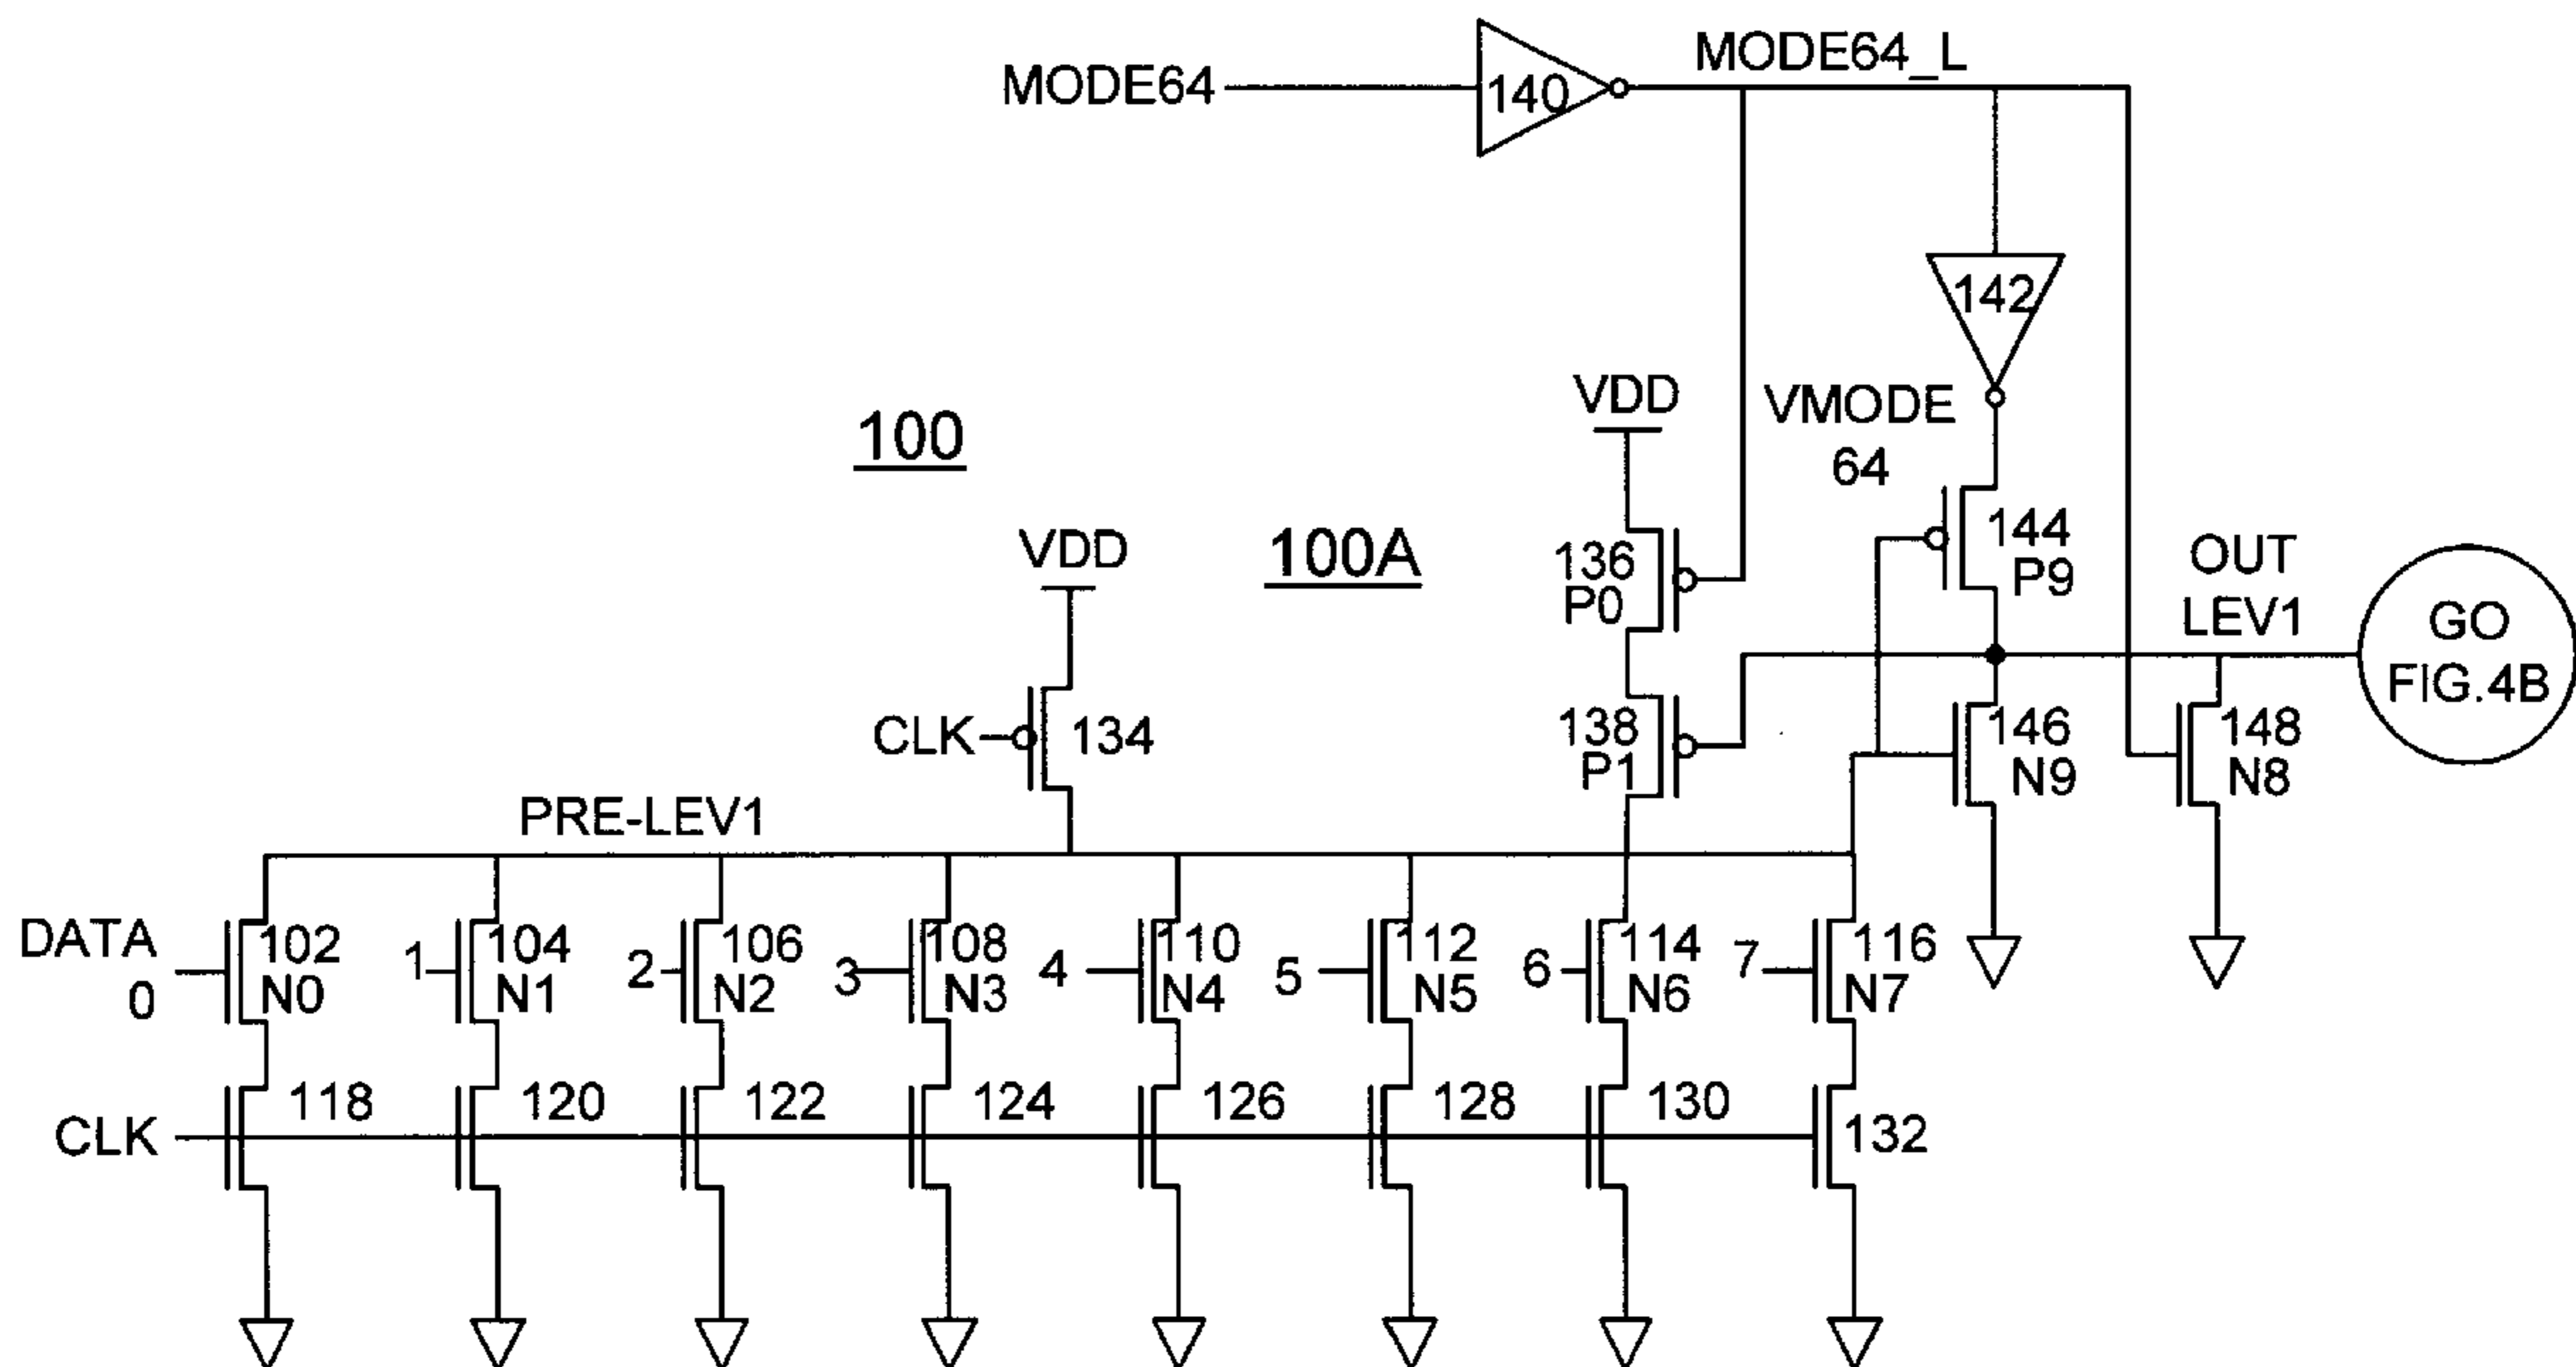 MODE64
140
MODE64_L
142
VDD
VMODE
64
100
VDD
100A
136
P0
144
P9
OUT
LEV1
GO
FIG.4B
CLK
134
138
P1
146
N9
148
N8
PRE-LEV1
DATA
0
102
N0
1
104
N1
2
106
N2
3
108
N3
4
110
N4
5
112
N5
6
114
N6
7
116
N7
CLK
118
120
122
124
126
128
130
132